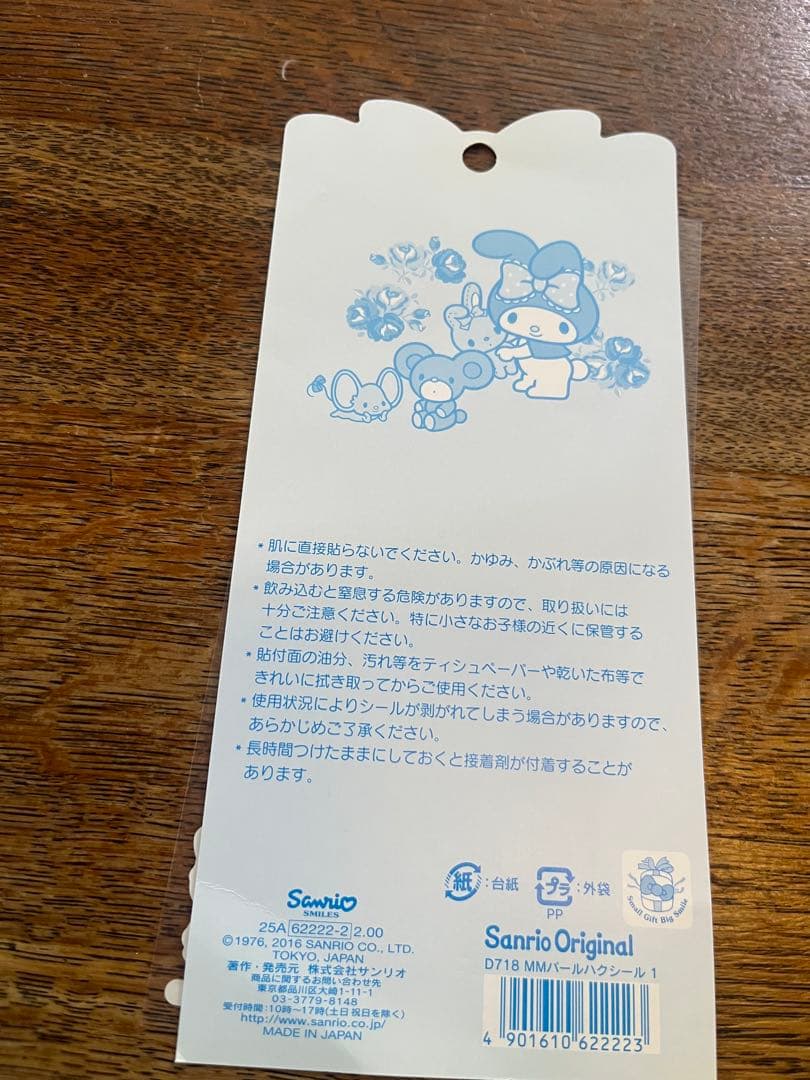 * 肌に直接貼らないでください。かゆみ、かぶれ等の原因になる
場合があります。
* 飲み込むと窒息する危険がありますので、取り扱いには
十分ご注意ください。特に小さなお子様の近くに保管する
ことはお避けください。
* 貼付面の油分、汚れ等をティシュペーパーや乾いた布等で
きれいに拭き取ってからご使用ください。
* 使用状況によりシールが剥がれてしまう場合がありますので、
あらかじめご了承ください。
* 長時間つけたままにしておくと接着剤が付着することが
あります。
紙:台紙
プラ:外袋
PP
Small Gift Big Smile
Sanrio
SMILES
25A 62222-2 2.00
©1976, 2016 SANRIO CO., LTD.
TOKYO, JAPAN
著作・発売元 株式会社サンリオ
商品に関するお問い合わせ先
東京都品川区大崎1-11-1
03-3779-8148
受付時間:10時~17時(土日祝日を除く)
http://www.sanrio.co.jp/
MADE IN JAPAN
Sanrio Original
D718 MMパールハクシール 1
4 901610 622223